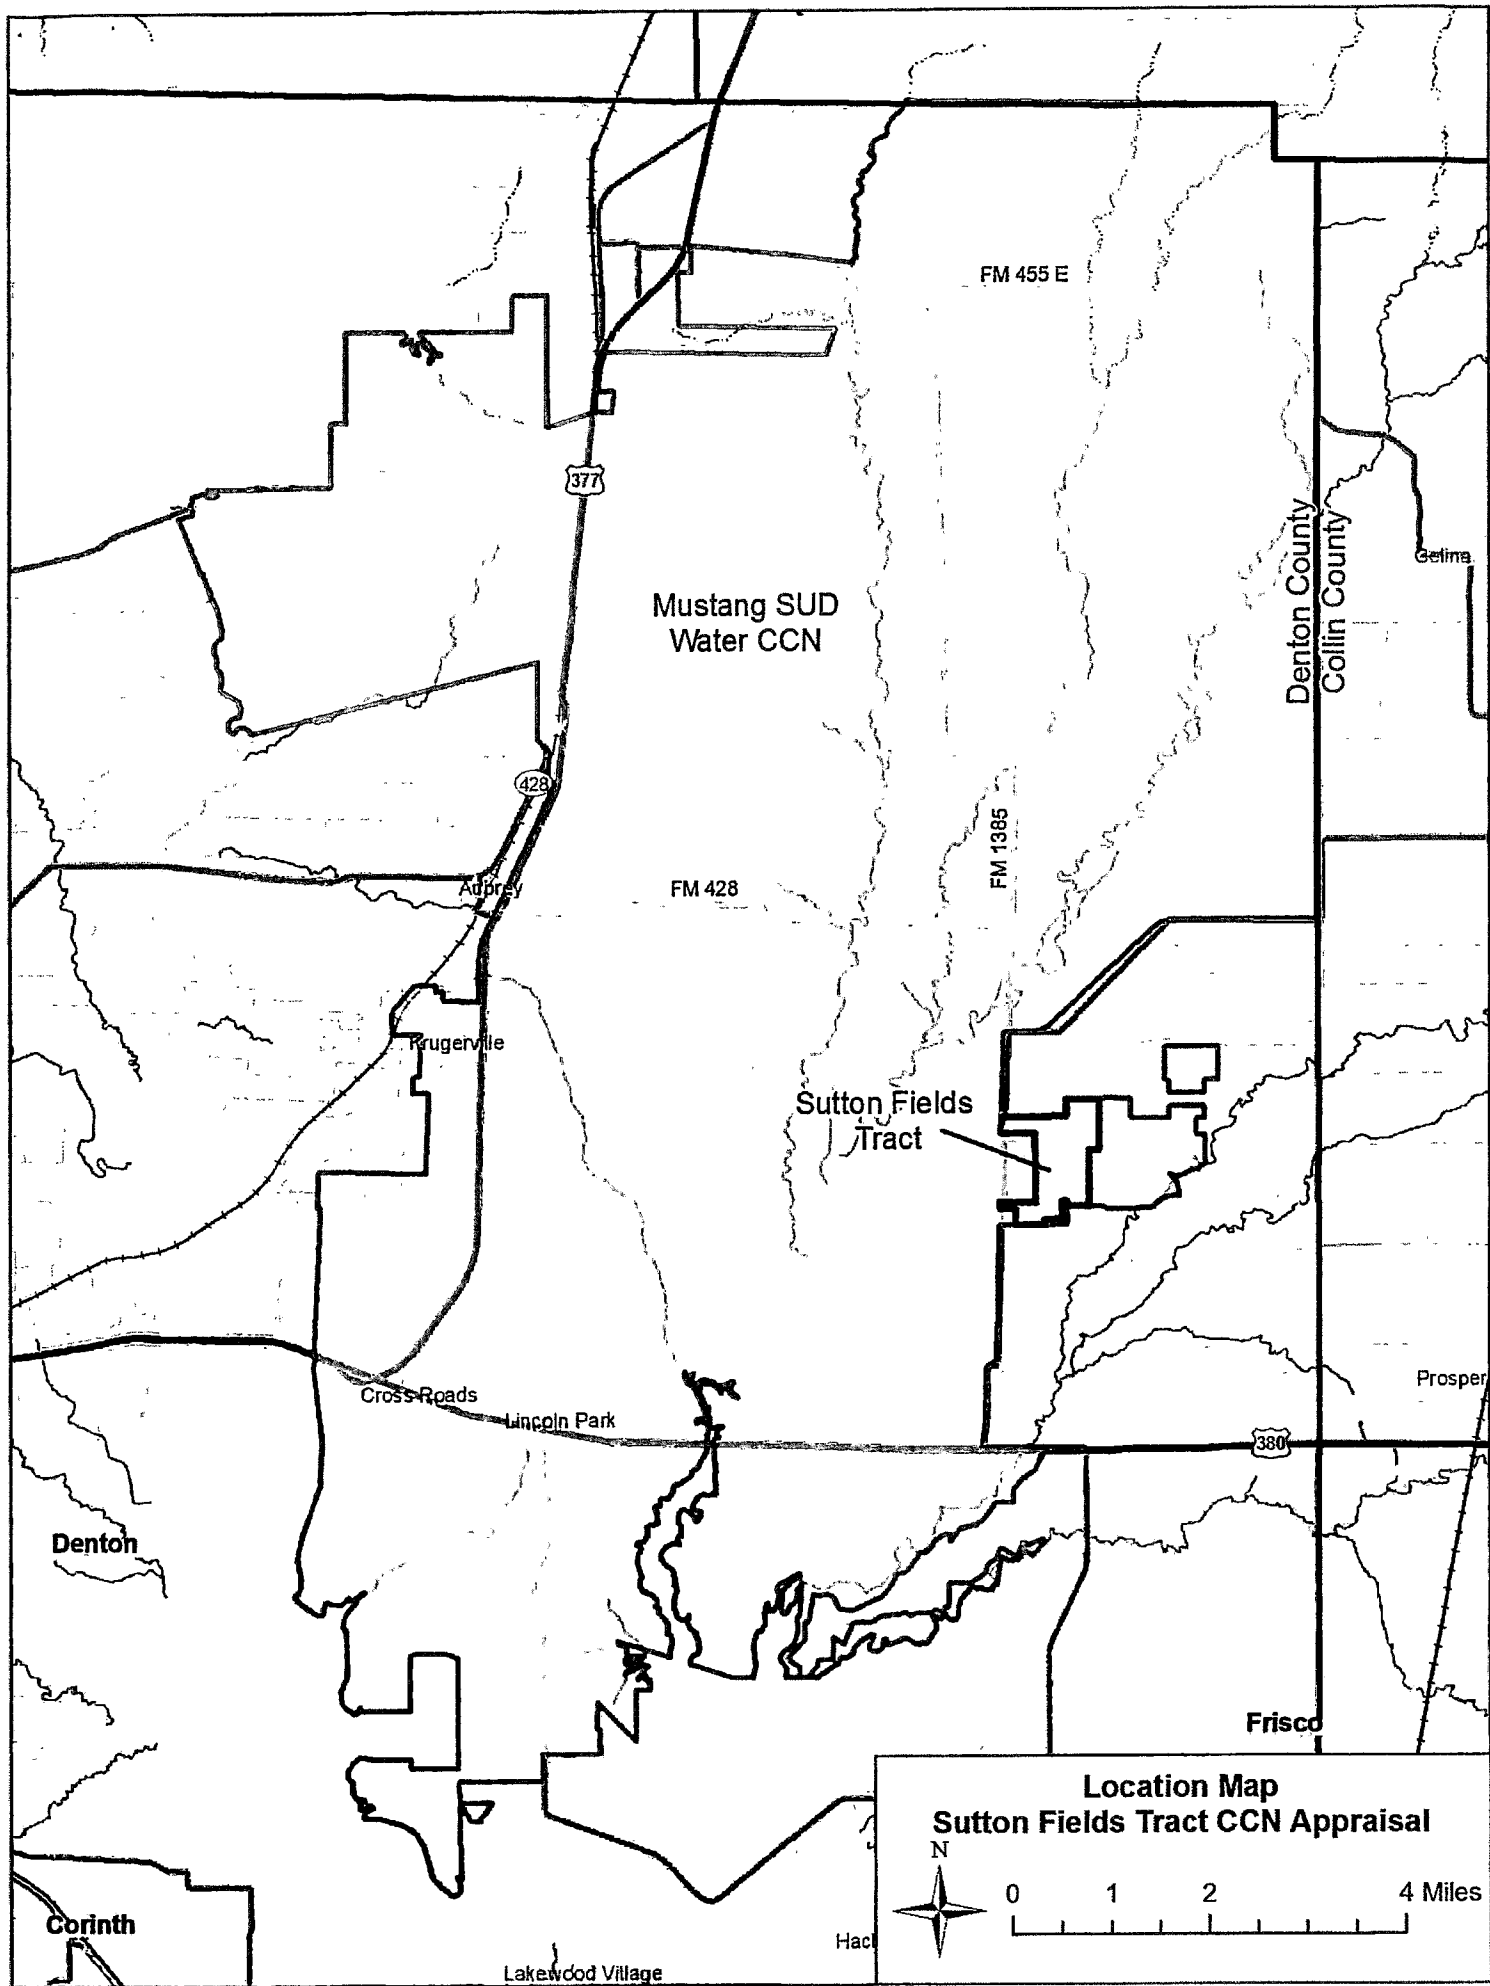 FM 455 E
377
Mustang SUD
Water CCN
Denton County
Collin County
Celina
428
FM 1385
Aubrey
FM 428
Krugerville
Sutton Fields
Tract
Cross Roads
Lincoln Park
Prosper
380
Denton
Frisco
Location Map
Sutton Fields Tract CCN Appraisal
N
0 1 2 4 Miles
Corinth
Hack
Lakewood Village